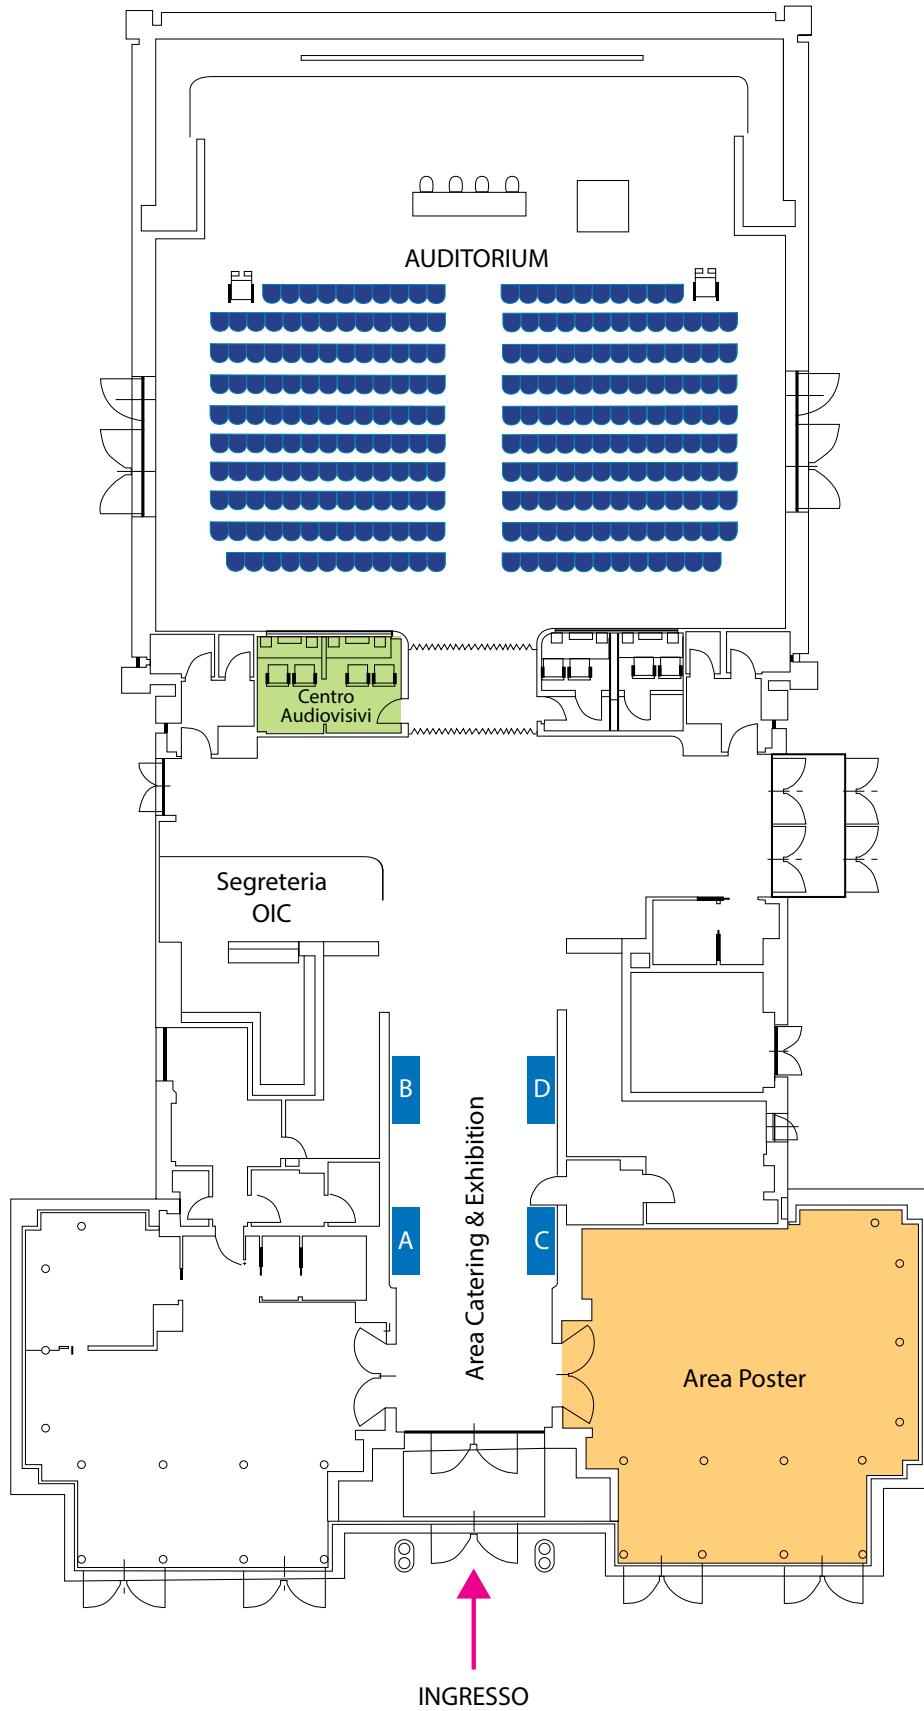 AUDITORIUM
Centro
Audiovisivi
Segreteria
OIC
B
D
Area Catering & Exhibition
A
C
Area Poster
INGRESSO